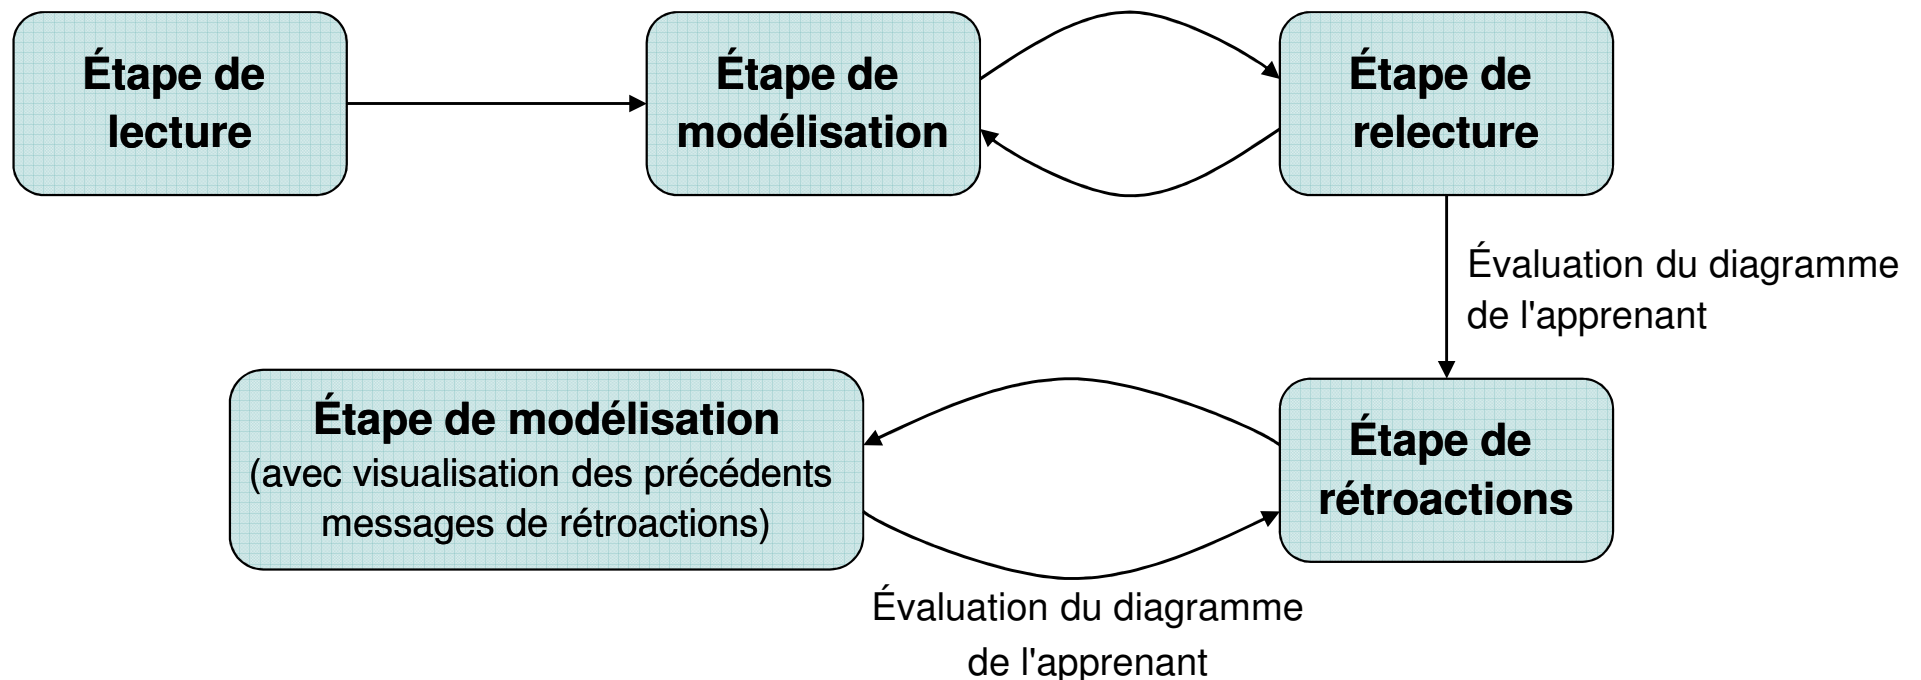 Étape de
lecture
Étape de
modélisation
Étape de
relecture
Évaluation du diagramme
de l'apprenant
Étape de modélisation
(avec visualisation des précédents
messages de rétroactions)
Étape de
rétroactions
Évaluation du diagramme
de l'apprenant